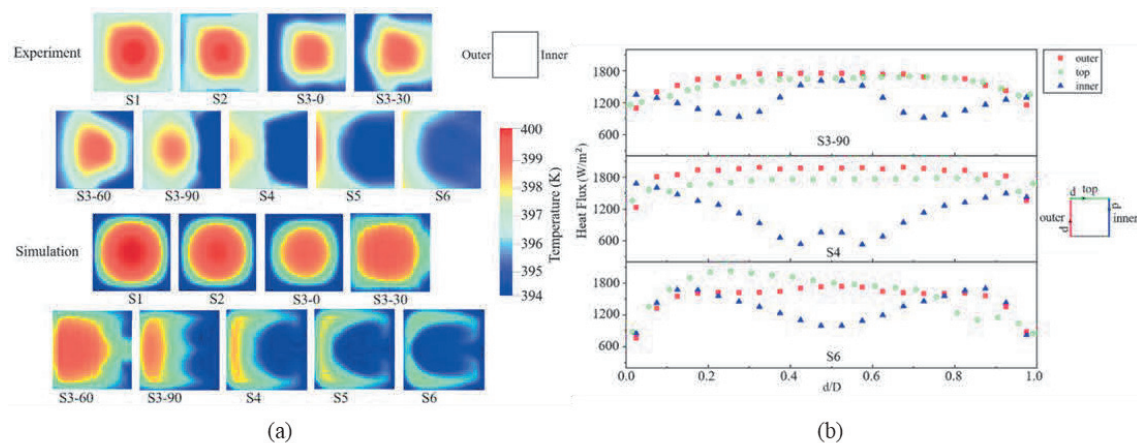 Experiment
Outer
Inner
S1
S2
S3-0
S3-30
S3-60
S3-90
S4
S5
S6
400
399
398
397
396
395
394
Temperature (K)
Simulation
S1
S2
S3-0
S3-30
S3-60
S3-90
S4
S5
S6
(a)
1800
1200
600
S3-90
1800
1200
600
S4
1800
1200
600
S6
Heat Flux (W/m²)
0.0
0.2
0.4
0.6
0.8
1.0
d/D
outer
top
inner
d
top
outer
d
inner
d
(b)